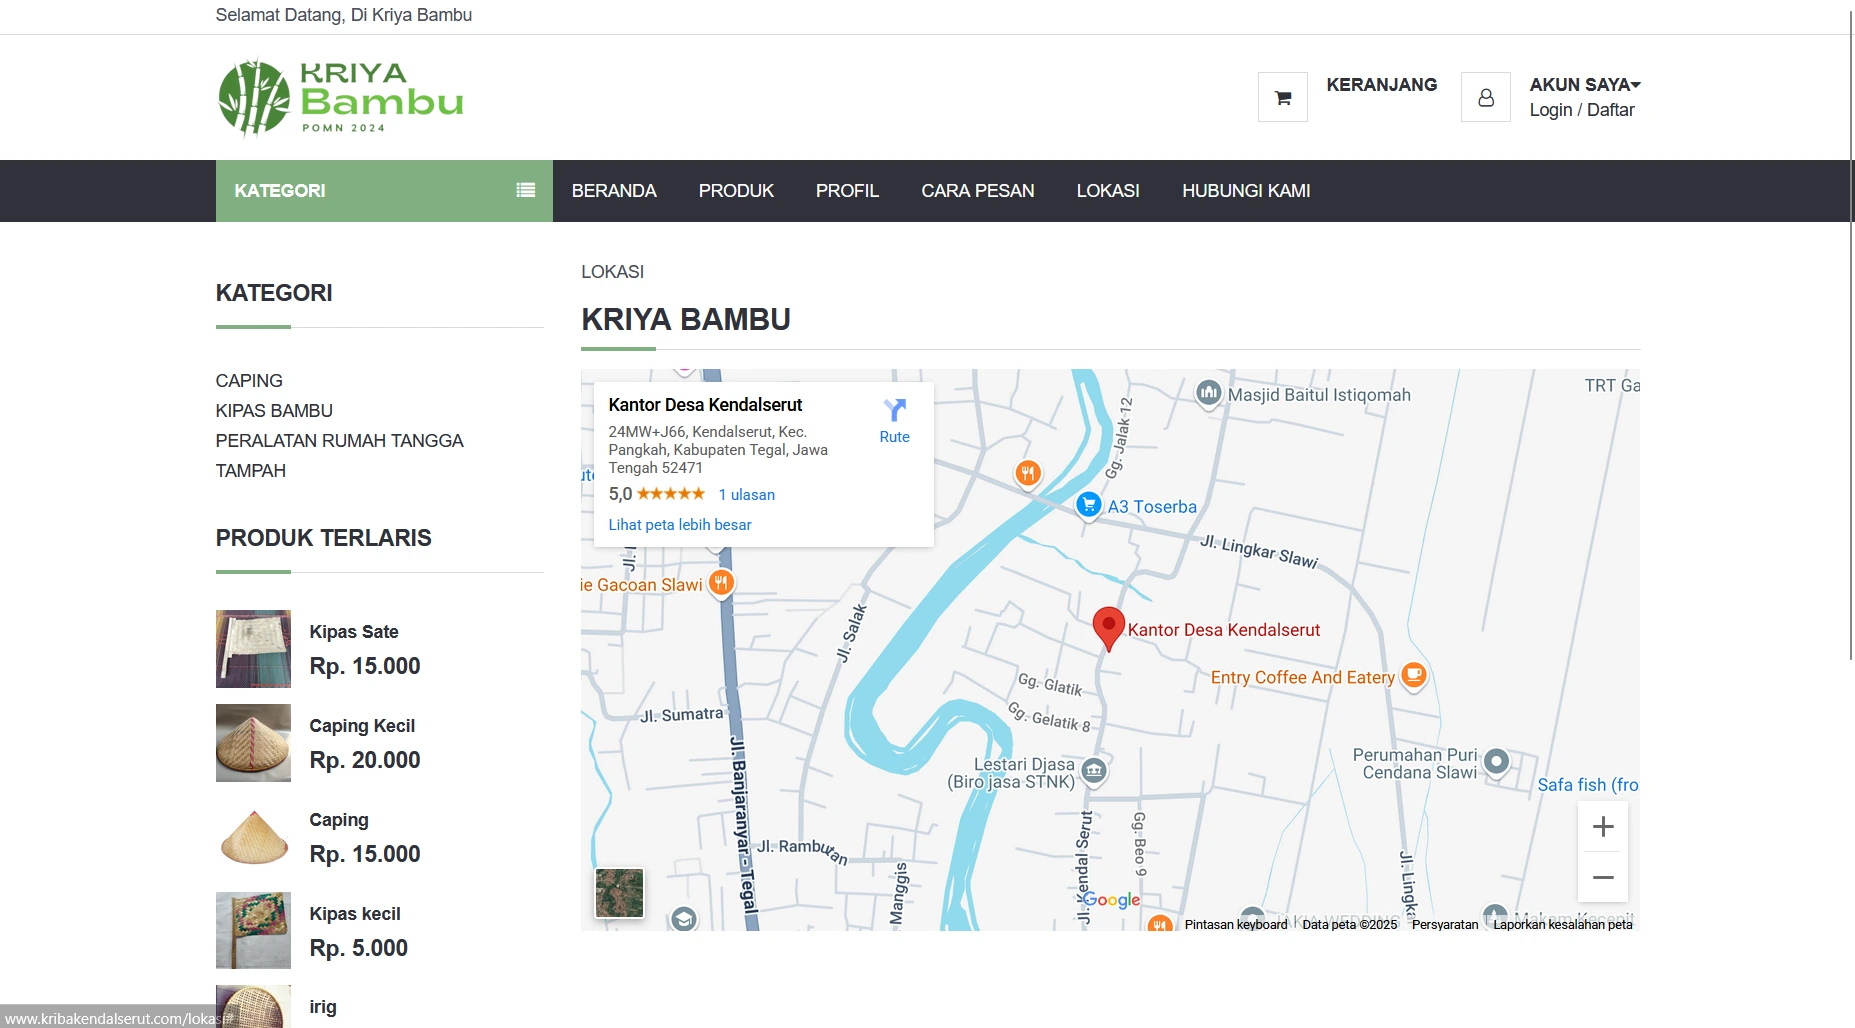 Selamat Datang, Di Kriya Bambu
KRIYA
Bambu
POMN 2024
KERANJANG
AKUN SAYA
Login / Daftar
KATEGORI
BERANDA
PRODUK
PROFIL
CARA PESAN
LOKASI
HUBUNGI KAMI
KATEGORI
CAPING
KIPAS BAMBU
PERALATAN RUMAH TANGGA
TAMPAH
PRODUK TERLARIS
Kipas Sate
Rp. 15.000
Caping Kecil
Rp. 20.000
Caping
Rp. 15.000
Kipas kecil
Rp. 5.000
irig
www.kribakendalserut.com/lokasi#
LOKASI
KRIYA BAMBU
Kantor Desa Kendalserut
24MW+J66, Kendalserut, Kec.
Pangkah, Kabupaten Tegal, Jawa
Tengah 52471
5,0
1 ulasan
Lihat peta lebih besar
Rute
Masjid Baitul Istiqomah
TRT Ga
Gg. Jalak 12
A3 Toserba
Jl. Lingkar Slawi
ie Gacoan Slawi
Jl. Salak
Kantor Desa Kendalserut
Entry Coffee And Eatery
Gg. Glatik
Gg. Gelatik 8
Jl. Sumatra
Jl. Banjaranyar - Tegal
Lestari Djasa
(Biro jasa STNK)
Perumahan Puri
Cendana Slawi
Safa fish (fro
Jl. Rambutan
Manggis
Jl. Kendal Serut
Gg. Beo 9
Jl. Lingka
Google
JAKIA WEDDING
Makam Kecepit
Pintasan keyboard
Data peta ©2025
Persyaratan
Laporkan kesalahan peta